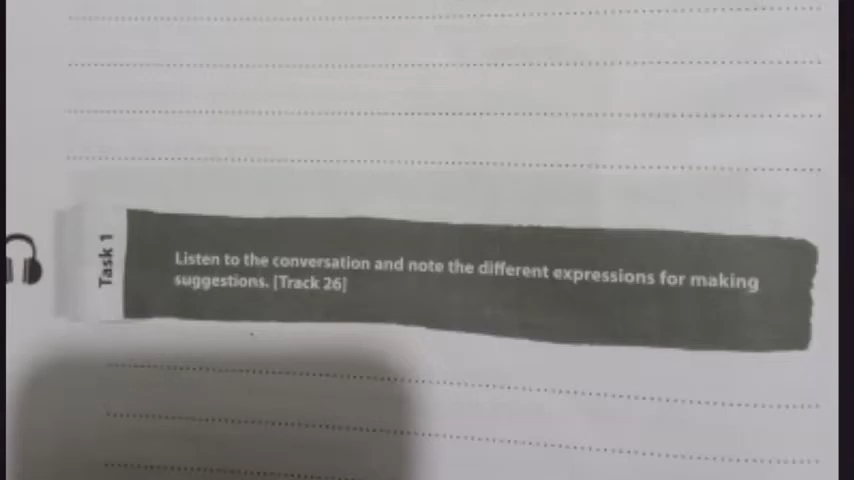 Task 1
Listen to the conversation and note the different expressions for making
suggestions. [Track 26]